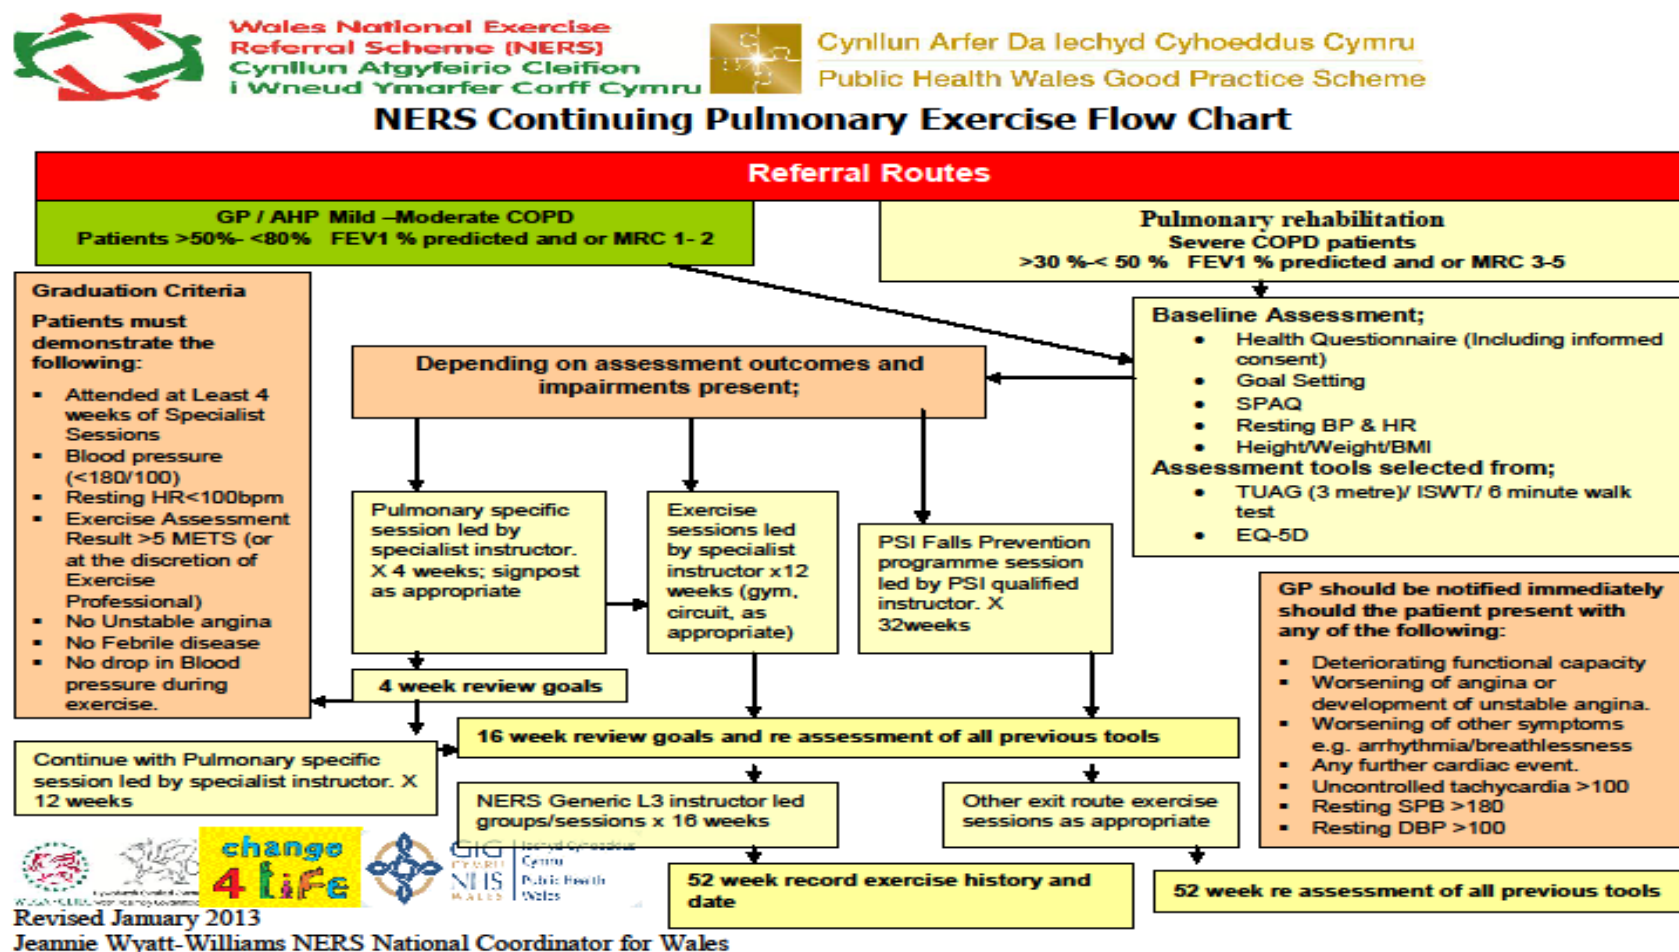 Wales National Exercise
Referral Scheme (NERS)
Cynllun Atgyfeirio Cleifion
i Wneud Ymarfer Corff Cymru
Cynllun Arfer Da Iechyd Cyhoeddus Cymru
Public Health Wales Good Practice Scheme
NERS Continuing Pulmonary Exercise Flow Chart
Referral Routes
GP / AHP Mild –Moderate COPD
Patients >50%- <80% FEV1 % predicted and or MRC 1- 2
Pulmonary rehabilitation
Severe COPD patients
>30 %-< 50 % FEV1 % predicted and or MRC 3-5
Graduation Criteria
Patients must
demonstrate the
following:
▪ Attended at Least 4
weeks of Specialist
Sessions
▪ Blood pressure
(<180/100)
▪ Resting HR<100bpm
▪ Exercise Assessment
Result >5 METS (or
at the discretion of
Exercise
Professional)
▪ No Unstable angina
▪ No Febrile disease
▪ No drop in Blood
pressure during
exercise.
Depending on assessment outcomes and
impairments present;
Baseline Assessment;
• Health Questionnaire (Including informed
consent)
• Goal Setting
• SPAQ
• Resting BP & HR
• Height/Weight/BMI
Assessment tools selected from;
• TUAG (3 metre)/ ISWT/ 6 minute walk
test
• EQ-5D
Pulmonary specific
session led by
specialist instructor.
X 4 weeks; signpost
as appropriate
Exercise
sessions led
by specialist
instructor x12
weeks (gym,
circuit, as
appropriate)
PSI Falls Prevention
programme session
led by PSI qualified
instructor. X
32weeks
GP should be notified immediately
should the patient present with
any of the following:
▪ Deteriorating functional capacity
▪ Worsening of angina or
development of unstable angina.
▪ Worsening of other symptoms
e.g. arrhythmia/breathlessness
▪ Any further cardiac event.
▪ Uncontrolled tachycardia >100
▪ Resting SPB >180
▪ Resting DBP >100
4 week review goals
16 week review goals and re assessment of all previous tools
Continue with Pulmonary specific
session led by specialist instructor. X
12 weeks
NERS Generic L3 instructor led
groups/sessions x 16 weeks
Other exit route exercise
sessions as appropriate
52 week record exercise history and
date
52 week re assessment of all previous tools
change
4 LiFe
GIG
CYMRU
NHS
WALES
Iechyd Cyhoeddus
Cymru
Public Health
Wales
Revised January 2013
Jeannie Wyatt-Williams NERS National Coordinator for Wales